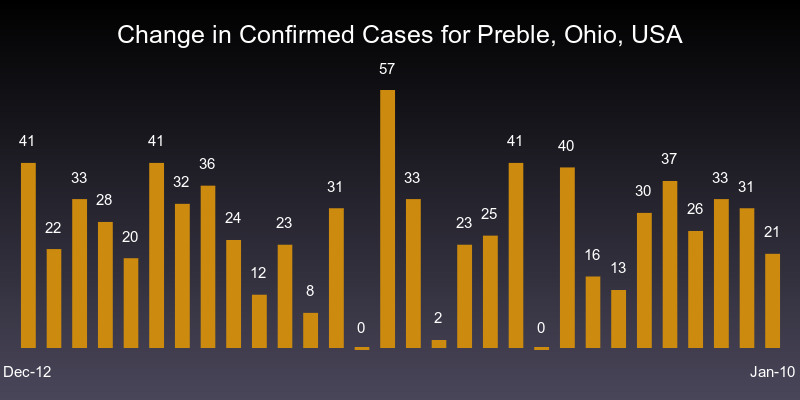 Change in Confirmed Cases for Preble, Ohio, USA
41 22 33 28 20 41 32 36 24 12 23 8 31 0 57 33 2 23 25 41 0 40 16 13 30 37 26 33 31 21
Dec-12 Jan-10